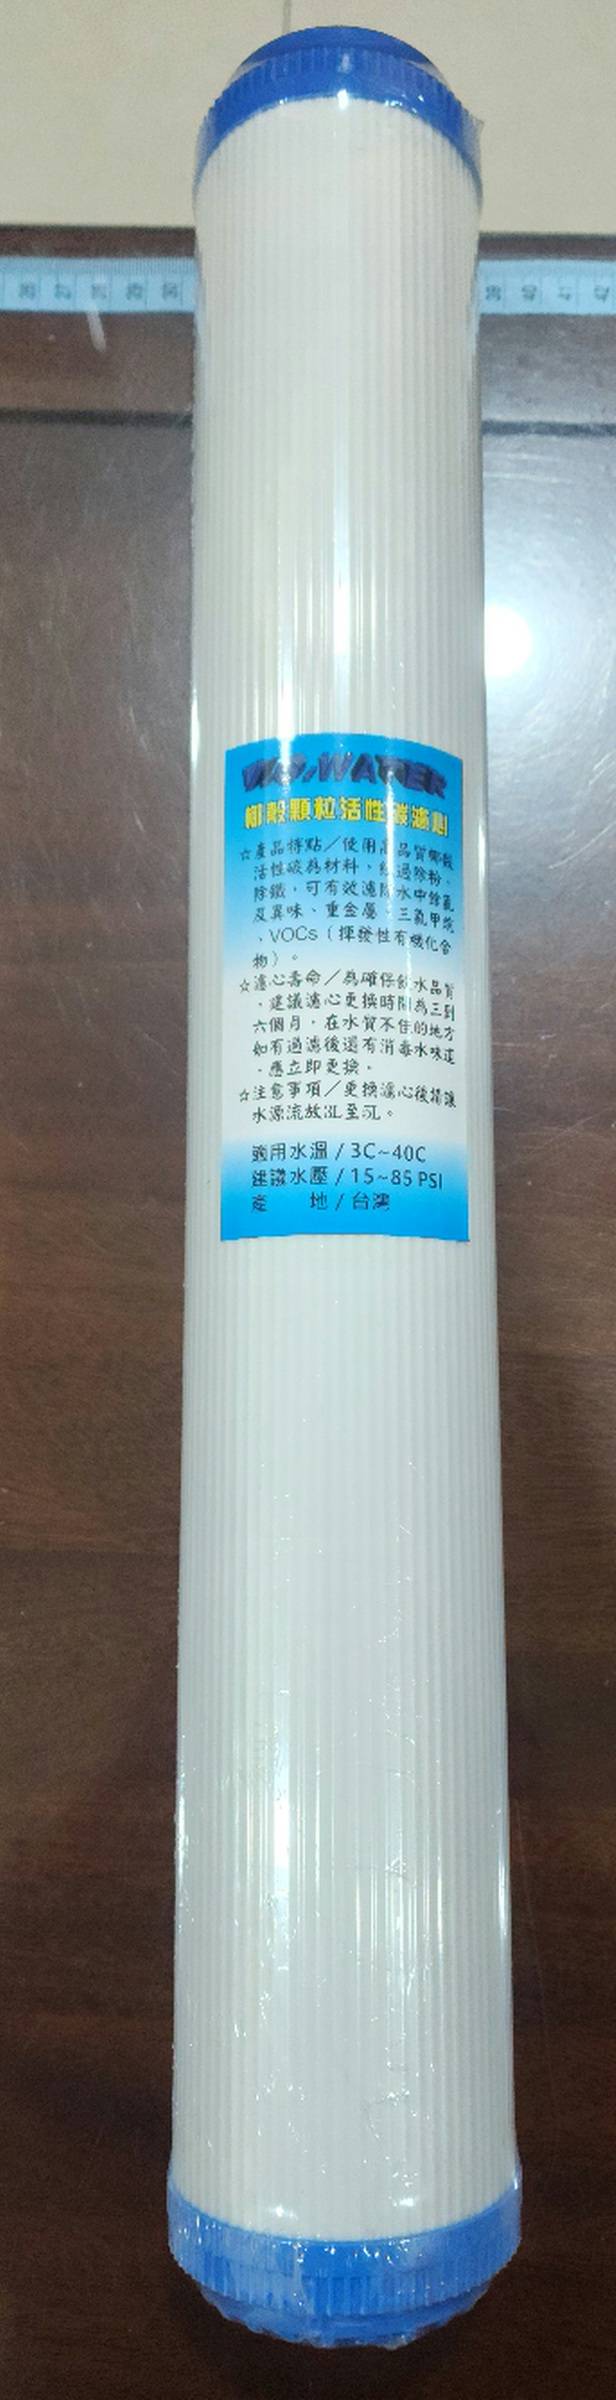 WATER
椰殼顆粒活性碳濾心
☆產品特點／使用高品質椰殼
活性碳為材料、經過除粉、
除鐵，可有效濾除水中餘氯
及異味、重金屬、三氯甲烷
、VOCs（揮發性有機化合
物）。
☆濾心壽命／為確保飲水品質
，建議濾心更換時間為三到
六個月，在水質不佳的地方
如有過濾後還有消毒水味道
，應立即更換。
☆注意事項／更換濾心後請讓
水源流放3L至5L。
適用水溫 / 3C~40C
建議水壓 / 15~85 PSI
產　　地 / 台灣